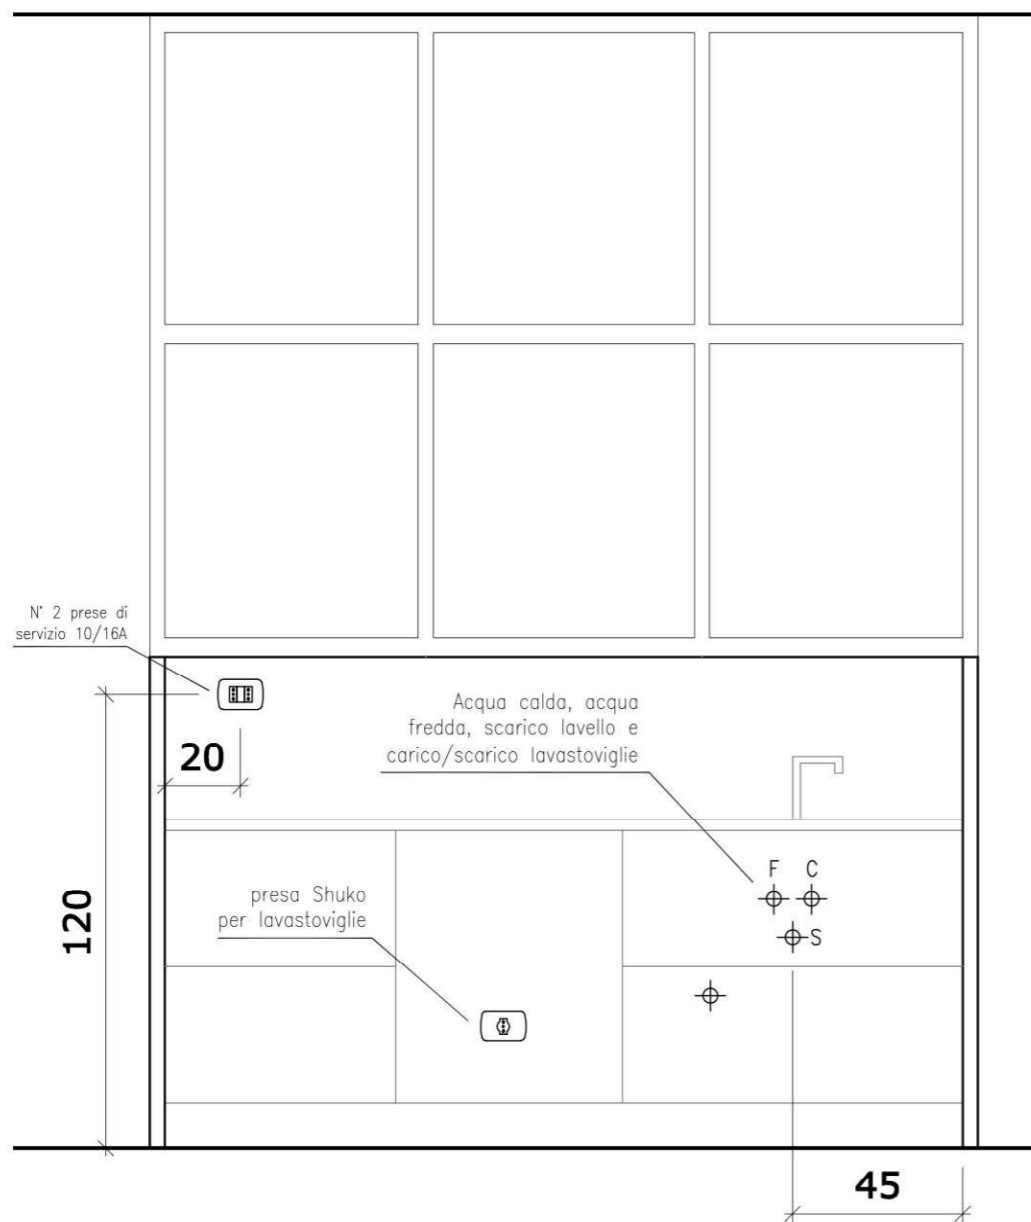 N° 2 prese di
servizio 10/16A
Acqua calda, acqua
fredda, scarico lavello e
carico/scarico lavastoviglie
20
120
presa Shuko
per lavastoviglie
F C
S
45